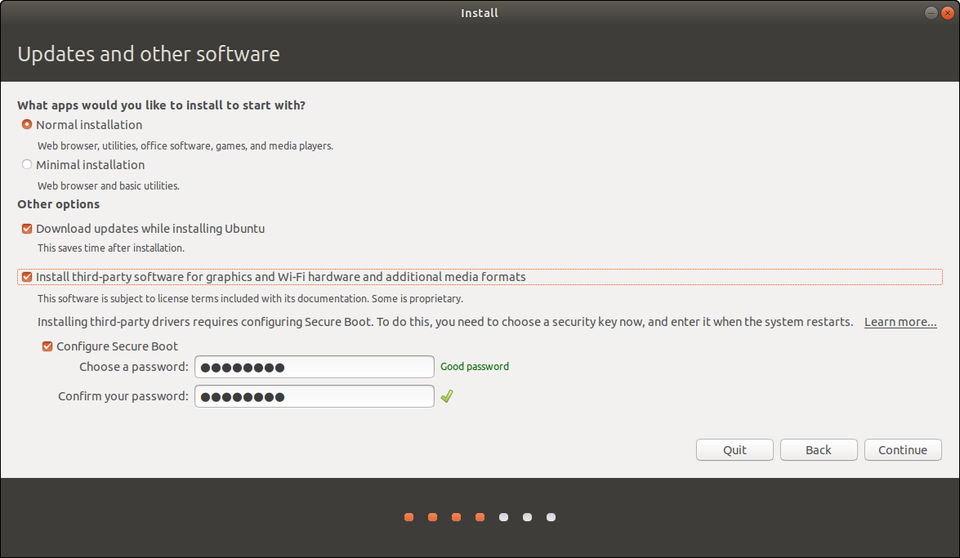 Install
Updates and other software
What apps would you like to install to start with?
Normal installation
Web browser, utilities, office software, games, and media players.
Minimal installation
Web browser and basic utilities.
Other options
Download updates while installing Ubuntu
This saves time after installation.
Install third-party software for graphics and Wi-Fi hardware and additional media formats
This software is subject to license terms included with its documentation. Some is proprietary.
Installing third-party drivers requires configuring Secure Boot. To do this, you need to choose a security key now, and enter it when the system restarts. Learn more...
Configure Secure Boot
Choose a password: ●●●●●●●● Good password
Confirm your password: ●●●●●●●●
Quit Back Continue